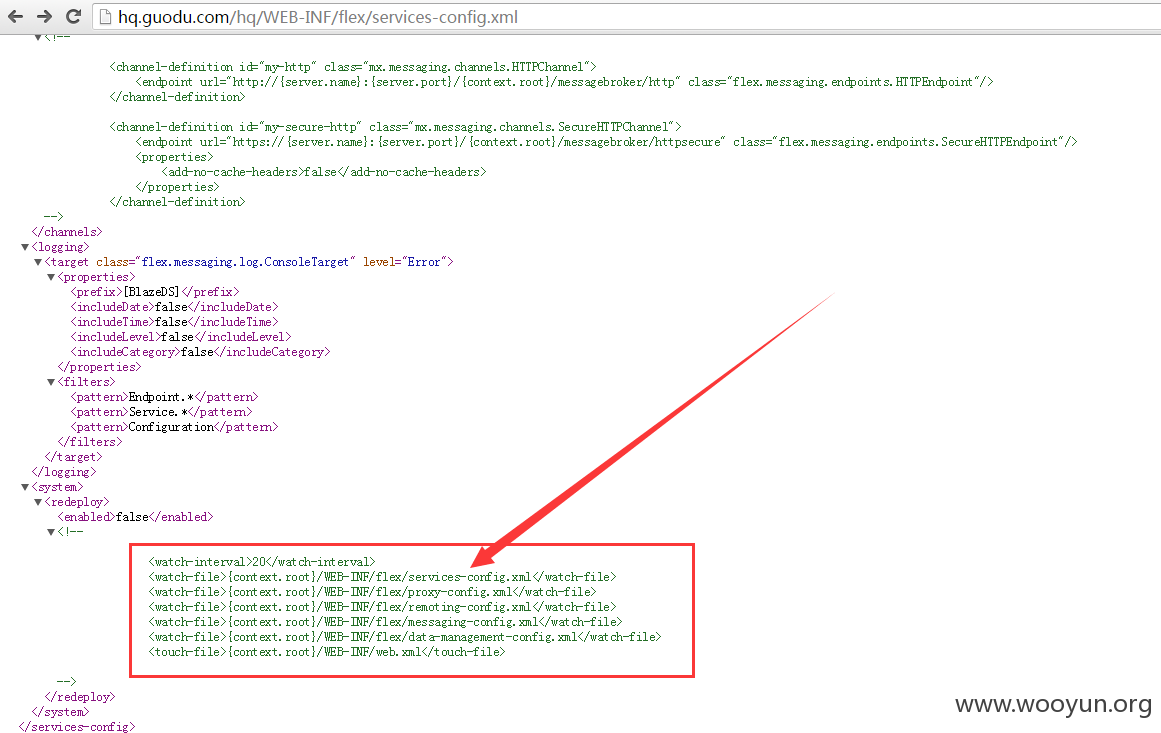 hq.guodu.com/hq/WEB-INF/flex/services-config.xml
▼<!--
<channel-definition id="my-http" class="mx.messaging.channels.HTTPChannel">
<endpoint url="http://{server.name}:{server.port}/{context.root}/messagebroker/http" class="flex.messaging.endpoints.HTTPEndpoint"/>
</channel-definition>
<channel-definition id="my-secure-http" class="mx.messaging.channels.SecureHTTPChannel">
<endpoint url="https://{server.name}:{server.port}/{context.root}/messagebroker/httpsecure" class="flex.messaging.endpoints.SecureHTTPEndpoint"/>
<properties>
<add-no-cache-headers>false</add-no-cache-headers>
</properties>
</channel-definition>
-->
</channels>
▼<logging>
▼<target class="flex.messaging.log.ConsoleTarget" level="Error">
▼<properties>
<prefix>[BlazeDS]</prefix>
<includeDate>false</includeDate>
<includeTime>false</includeTime>
<includeLevel>false</includeLevel>
<includeCategory>false</includeCategory>
</properties>
▼<filters>
<pattern>Endpoint.*</pattern>
<pattern>Service.*</pattern>
<pattern>Configuration</pattern>
</filters>
</target>
</logging>
▼<system>
▼<redeploy>
<enabled>false</enabled>
▼<!--
<watch-interval>20</watch-interval>
<watch-file>{context.root}/WEB-INF/flex/services-config.xml</watch-file>
<watch-file>{context.root}/WEB-INF/flex/proxy-config.xml</watch-file>
<watch-file>{context.root}/WEB-INF/flex/remoting-config.xml</watch-file>
<watch-file>{context.root}/WEB-INF/flex/messaging-config.xml</watch-file>
<watch-file>{context.root}/WEB-INF/flex/data-management-config.xml</watch-file>
<touch-file>{context.root}/WEB-INF/web.xml</touch-file>
-->
</redeploy>
</system>
</services-config>
www.wooyun.org